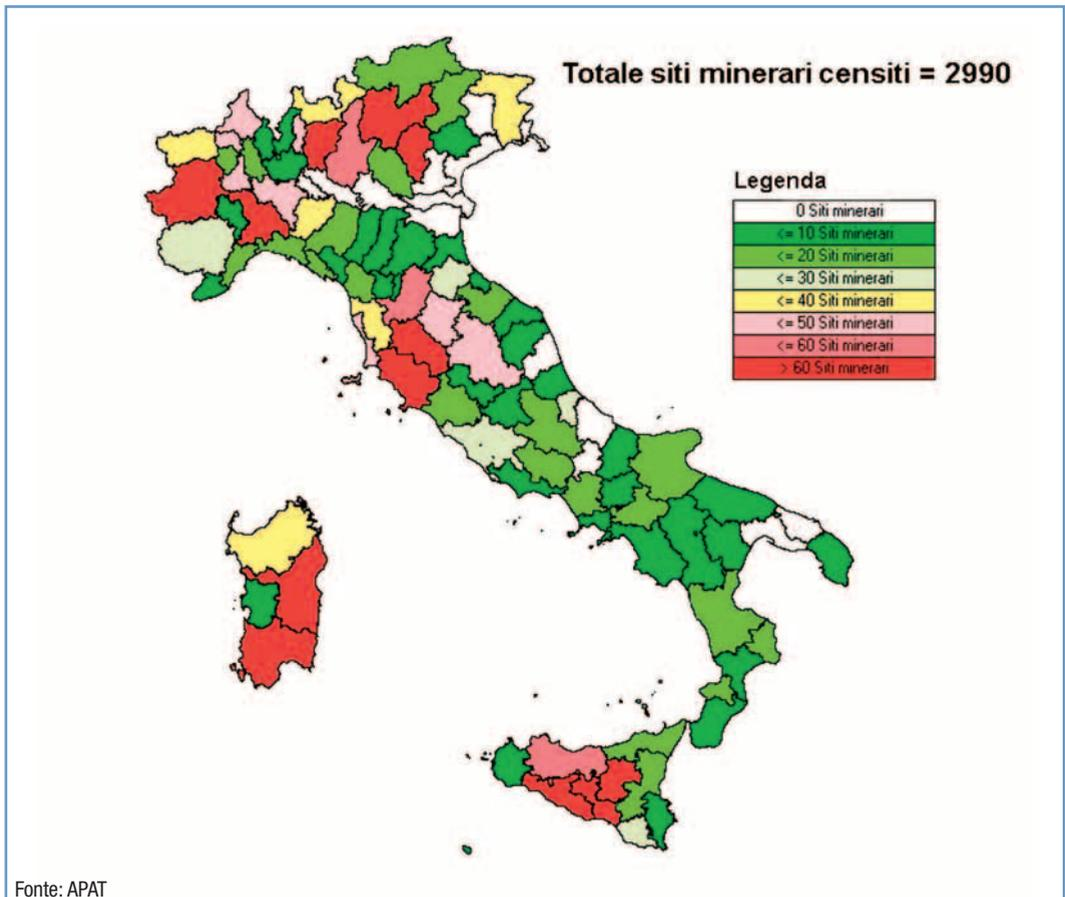 Totale siti minerari censiti = 2990
Legenda
0 Siti minerari
<= 10 Siti minerari
<= 20 Siti minerari
<= 30 Siti minerari
<= 40 Siti minerari
<= 50 Siti minerari
<= 60 Siti minerari
> 60 Siti minerari
Fonte: APAT